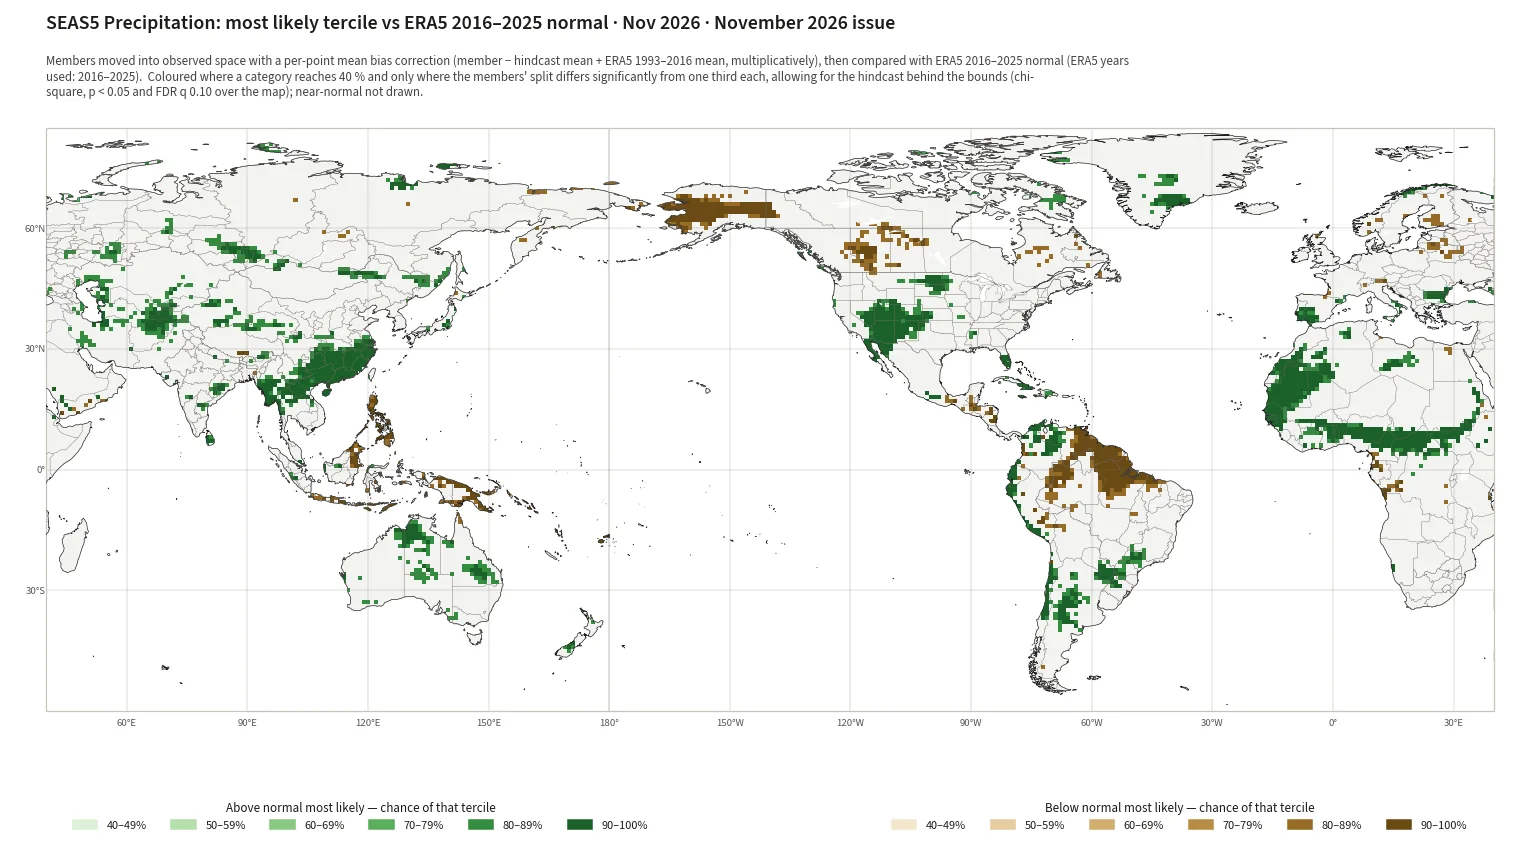 SEAS5 Precipitation: most likely tercile vs ERA5 2016–2025 normal · Nov 2026 · November 2026 issue
Members moved into observed space with a per-point mean bias correction (member − hindcast mean + ERA5 1993–2016 mean, multiplicatively), then compared with ERA5 2016–2025 normal (ERA5 years
used: 2016–2025).  Coloured where a category reaches 40 % and only where the members' split differs significantly from one third each, allowing for the hindcast behind the bounds (chi-
square, p < 0.05 and FDR q 0.10 over the map); near-normal not drawn.
60°N
30°N
0°
30°S
60°E 90°E 120°E 150°E 180° 150°W 120°W 90°W 60°W 30°W 0° 30°E
Above normal most likely — chance of that tercile
40–49% 50–59% 60–69% 70–79% 80–89% 90–100%
Below normal most likely — chance of that tercile
40–49% 50–59% 60–69% 70–79% 80–89% 90–100%